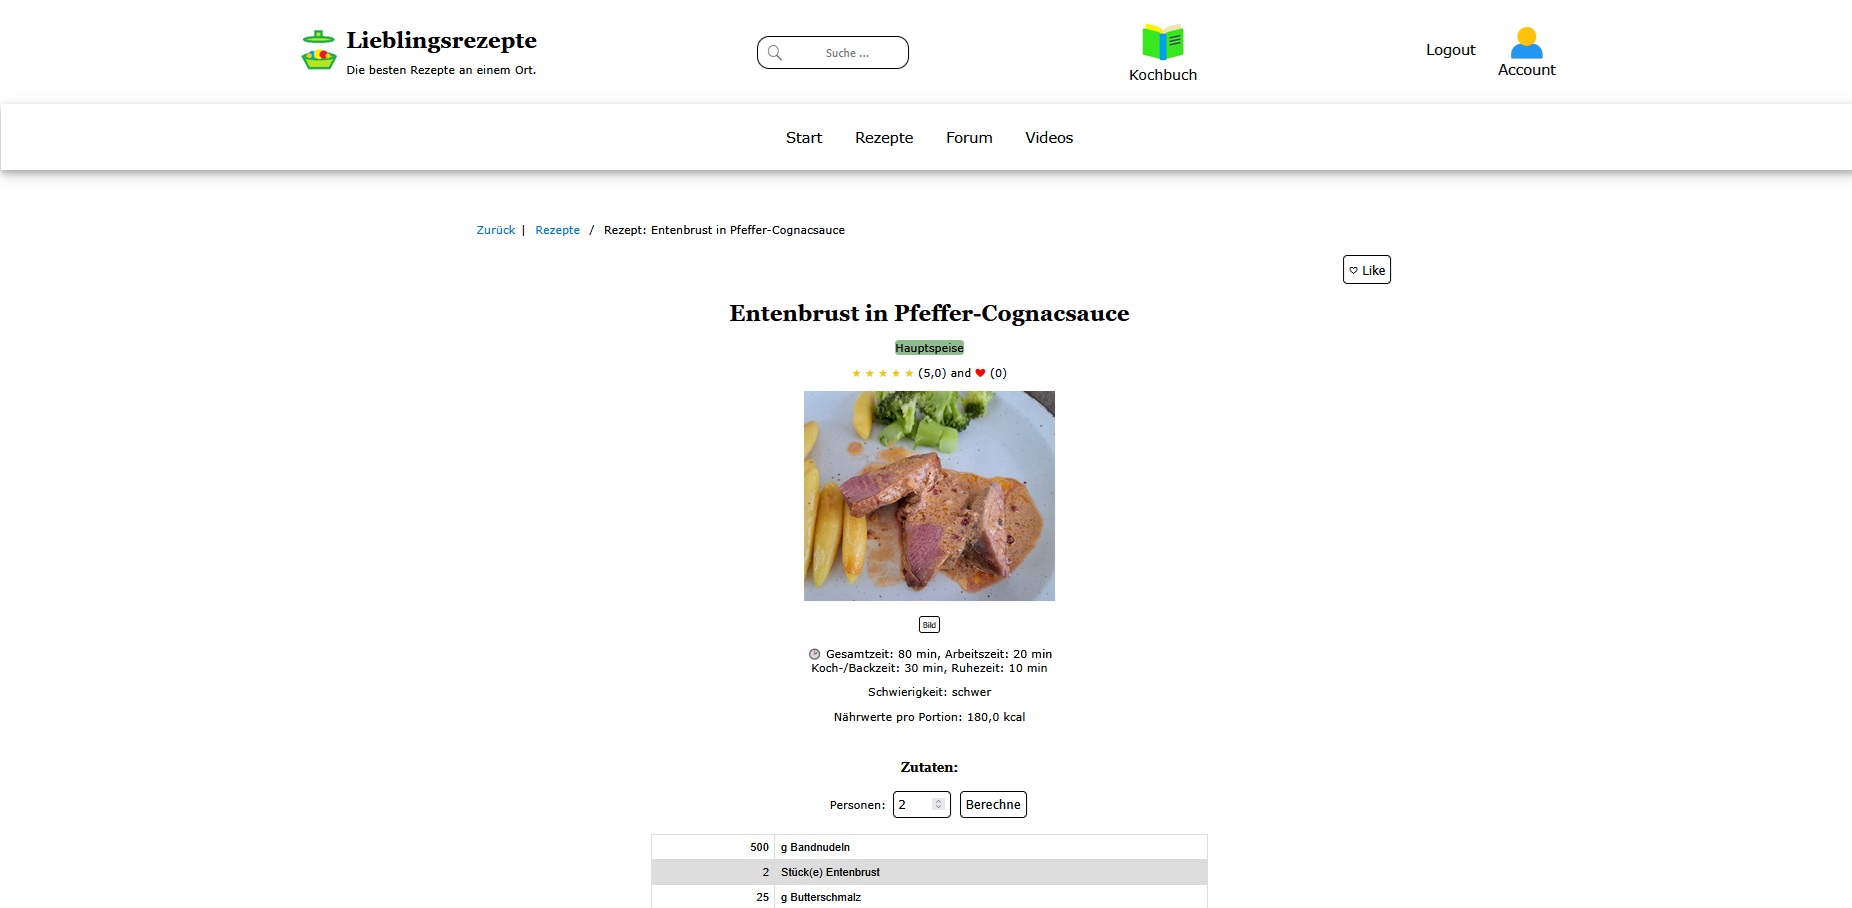 Lieblingsrezepte
Die besten Rezepte an einem Ort.
Suche ...
Kochbuch
Logout
Account
Start Rezepte Forum Videos
Zurück | Rezepte / Rezept: Entenbrust in Pfeffer-Cognacsauce
♡ Like
Entenbrust in Pfeffer-Cognacsauce
Hauptspeise
★ ★ ★ ★ ★ (5,0) and ❤ (0)
Bild
Gesamtzeit: 80 min, Arbeitszeit: 20 min
Koch-/Backzeit: 30 min, Ruhezeit: 10 min
Schwierigkeit: schwer
Nährwerte pro Portion: 180,0 kcal
Zutaten:
Personen: 2 Berechne
500 g Bandnudeln
2 Stück(e) Entenbrust
25 g Butterschmalz